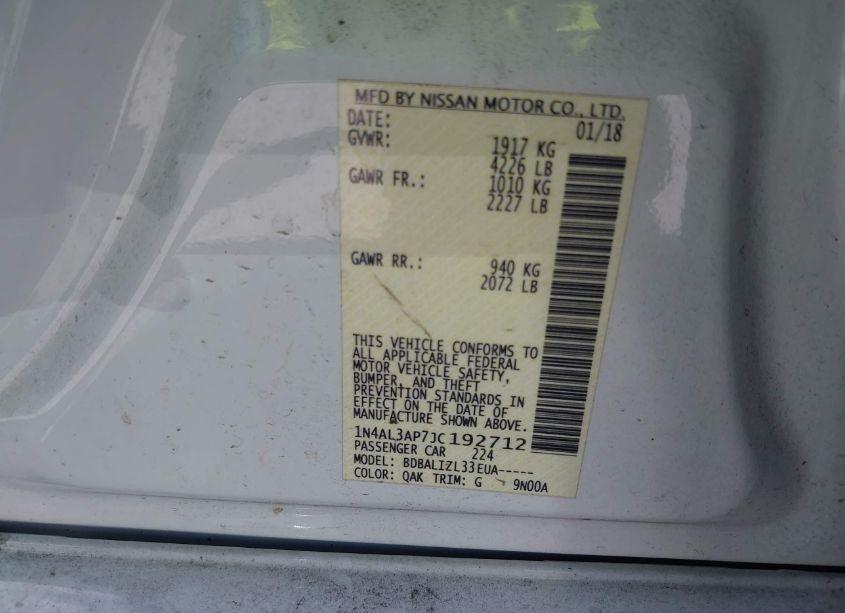 MFD BY NISSAN MOTOR CO., LTD.
DATE: 01/18
GVWR: 1917 KG
4226 LB
GAWR FR.: 1010 KG
2227 LB
GAWR RR.: 940 KG
2072 LB
THIS VEHICLE CONFORMS TO
ALL APPLICABLE FEDERAL
MOTOR VEHICLE SAFETY,
BUMPER, AND THEFT
PREVENTION STANDARDS IN
EFFECT ON THE DATE OF
MANUFACTURE SHOWN ABOVE.
1N4AL3AP7JC192712
PASSENGER CAR 224
MODEL: BDBALIZL33EUA-----
COLOR: QAK TRIM: G 9N00A